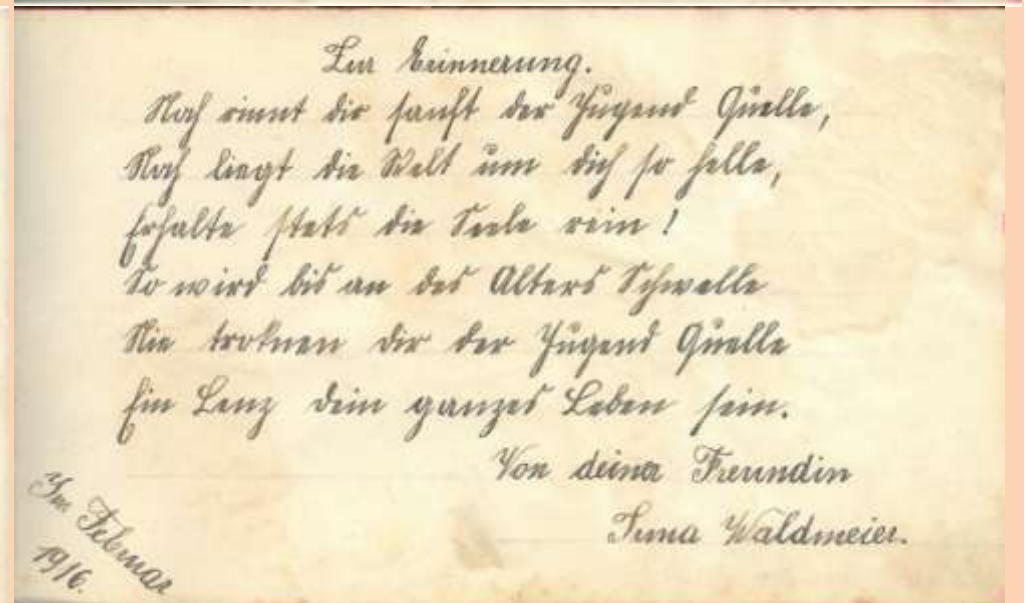 Zur Erinnerung.
Noch rinnt dir sanft der Jugend Quelle,
Noch liegt die Welt um dich so helle,
Erhalte stets die Seele rein!
So wird bis an des Alters Schwelle
Nie troknen dir der Jugend Quelle
Ein Lenz dein ganzes Leben sein.
Von deiner Freundin
Waldmeier.
Im Februar
1916.